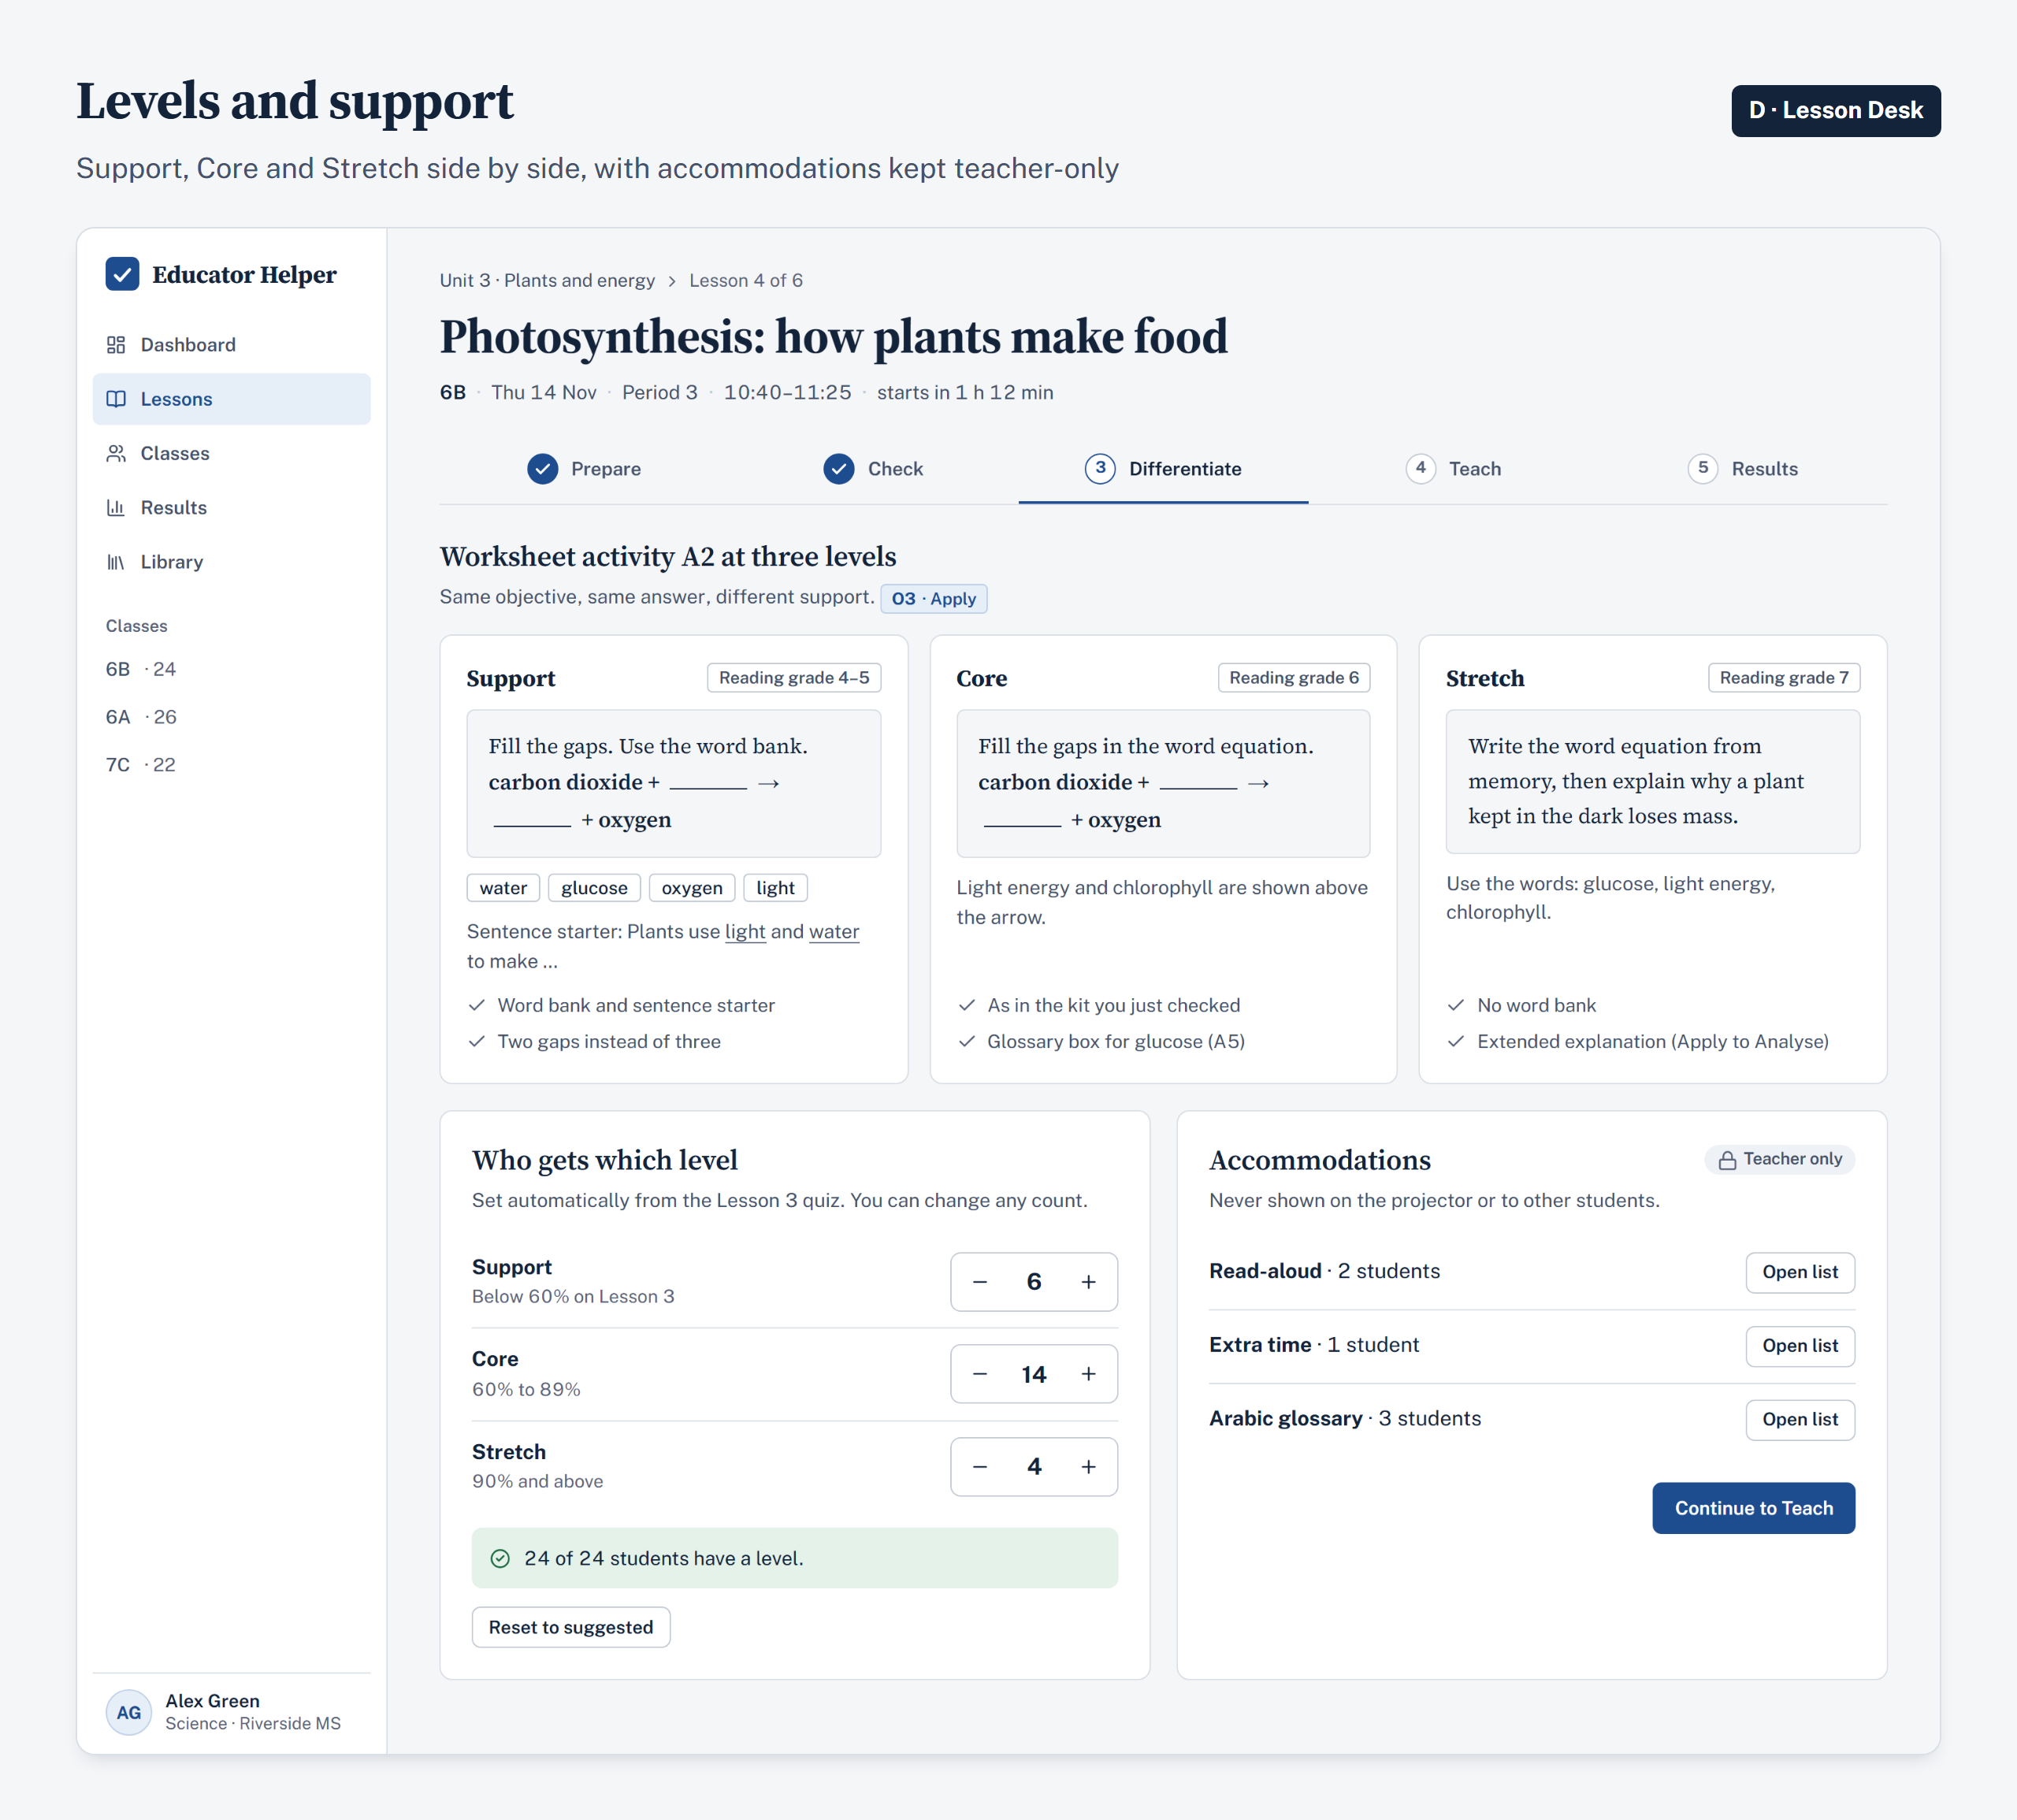 Levels and support
D · Lesson Desk
Support, Core and Stretch side by side, with accommodations kept teacher-only
Educator Helper
Dashboard
Lessons
Classes
Results
Library
Classes
6B · 24
6A · 26
7C · 22
AG
Alex Green
Science · Riverside MS
Unit 3 · Plants and energy > Lesson 4 of 6
Photosynthesis: how plants make food
6B · Thu 14 Nov · Period 3 · 10:40–11:25 · starts in 1 h 12 min
Prepare
Check
3 Differentiate
4 Teach
5 Results
Worksheet activity A2 at three levels
Same objective, same answer, different support. O3 · Apply
Support
Reading grade 4–5
Fill the gaps. Use the word bank.
carbon dioxide + ______ →
______ + oxygen
water glucose oxygen light
Sentence starter: Plants use light and water
to make ...
Word bank and sentence starter
Two gaps instead of three
Core
Reading grade 6
Fill the gaps in the word equation.
carbon dioxide + ______ →
______ + oxygen
Light energy and chlorophyll are shown above
the arrow.
As in the kit you just checked
Glossary box for glucose (A5)
Stretch
Reading grade 7
Write the word equation from
memory, then explain why a plant
kept in the dark loses mass.
Use the words: glucose, light energy,
chlorophyll.
No word bank
Extended explanation (Apply to Analyse)
Who gets which level
Set automatically from the Lesson 3 quiz. You can change any count.
Support
Below 60% on Lesson 3
− 6 +
Core
60% to 89%
− 14 +
Stretch
90% and above
− 4 +
24 of 24 students have a level.
Reset to suggested
Accommodations
Teacher only
Never shown on the projector or to other students.
Read-aloud · 2 students
Open list
Extra time · 1 student
Open list
Arabic glossary · 3 students
Open list
Continue to Teach